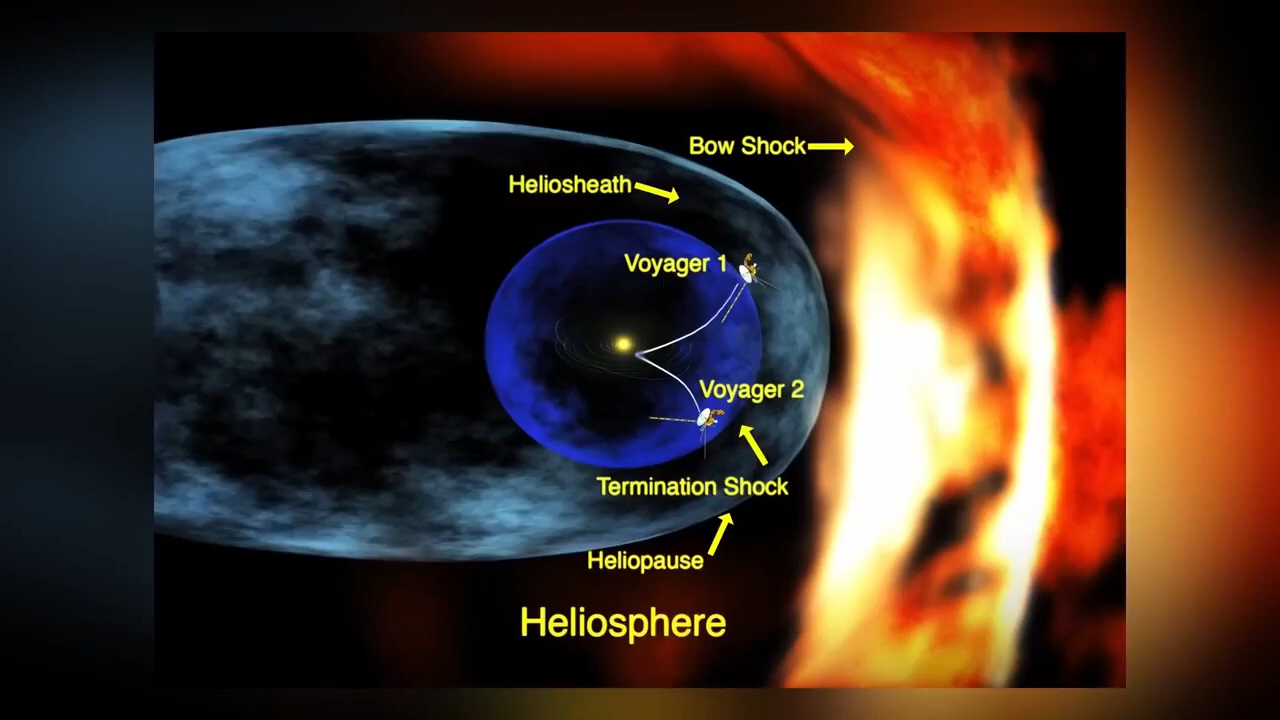 Bow Shock
Heliosheath
Voyager 1
Voyager 2
Termination Shock
Heliopause
Heliosphere